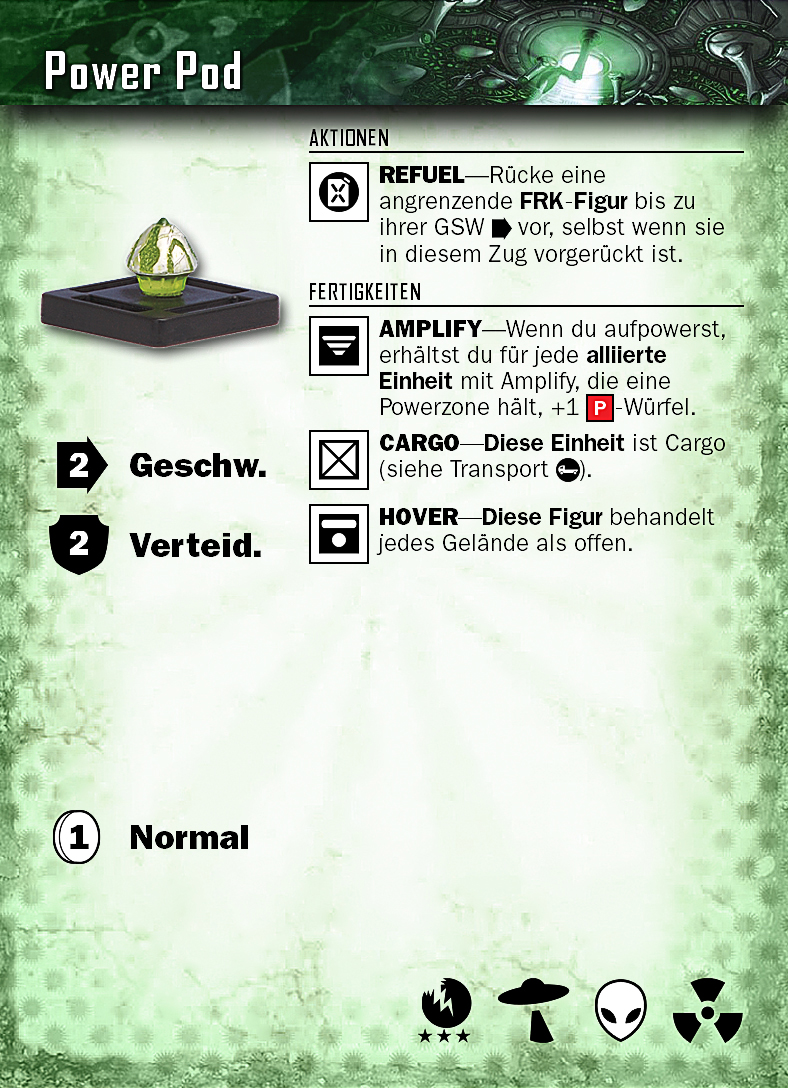 Power Pod
AKTIONEN
REFUEL—Rücke eine
angrenzende FRK-Figur bis zu
ihrer GSW vor, selbst wenn sie
in diesem Zug vorgerückt ist.
FERTIGKEITEN
AMPLIFY—Wenn du aufpowerst,
erhältst du für jede alliierte
Einheit mit Amplify, die eine
Powerzone hält, +1 P-Würfel.
CARGO—Diese Einheit ist Cargo
(siehe Transport ).
HOVER—Diese Figur behandelt
jedes Gelände als offen.
2 Geschw.
2 Verteid.
1 Normal